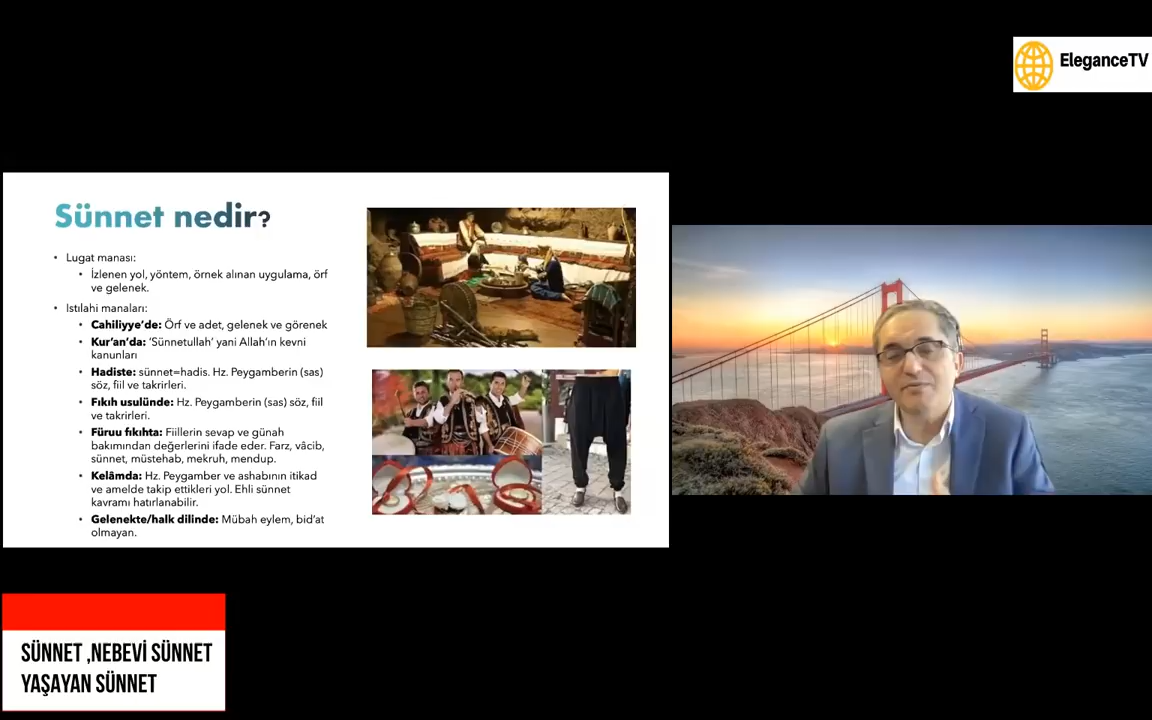 EleganceTV
Sünnet nedir?
• Lugat manası:
• İzlenen yol, yöntem, örnek alınan uygulama, örf
ve gelenek.
• Istılahi manaları:
• Cahiliyye’de: Örf ve adet, gelenek ve görenek
• Kur’an’da: ‘Sünnetullah’ yani Allah’ın kevni
kanunları
• Hadiste: sünnet=hadis. Hz. Peygamberin (sas)
söz, fiil ve takrirleri.
• Fıkıh usulünde: Hz. Peygamberin (sas) söz, fiil
ve takrirleri.
• Füruu fıkıhta: Fiillerin sevap ve günah
bakımından değerlerini ifade eder. Farz, vâcib,
sünnet, müstehab, mekruh, mendup.
• Kelâmda: Hz. Peygamber ve ashabının itikad
ve amelde takip ettikleri yol. Ehli sünnet
kavramı hatırlanabilir.
• Gelenekte/halk dilinde: Mübah eylem, bid’at
olmayan.
SÜNNET ,NEBEVİ SÜNNET
YAŞAYAN SÜNNET